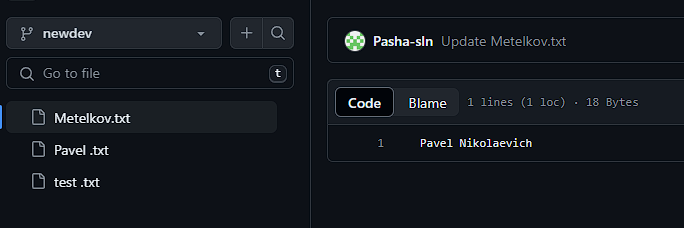 newdev
Go to file
t
Metelkov.txt
Pavel .txt
test .txt
Pasha-sln Update Metelkov.txt
Code Blame 1 lines (1 loc) · 18 Bytes
1 Pavel Nikolaevich